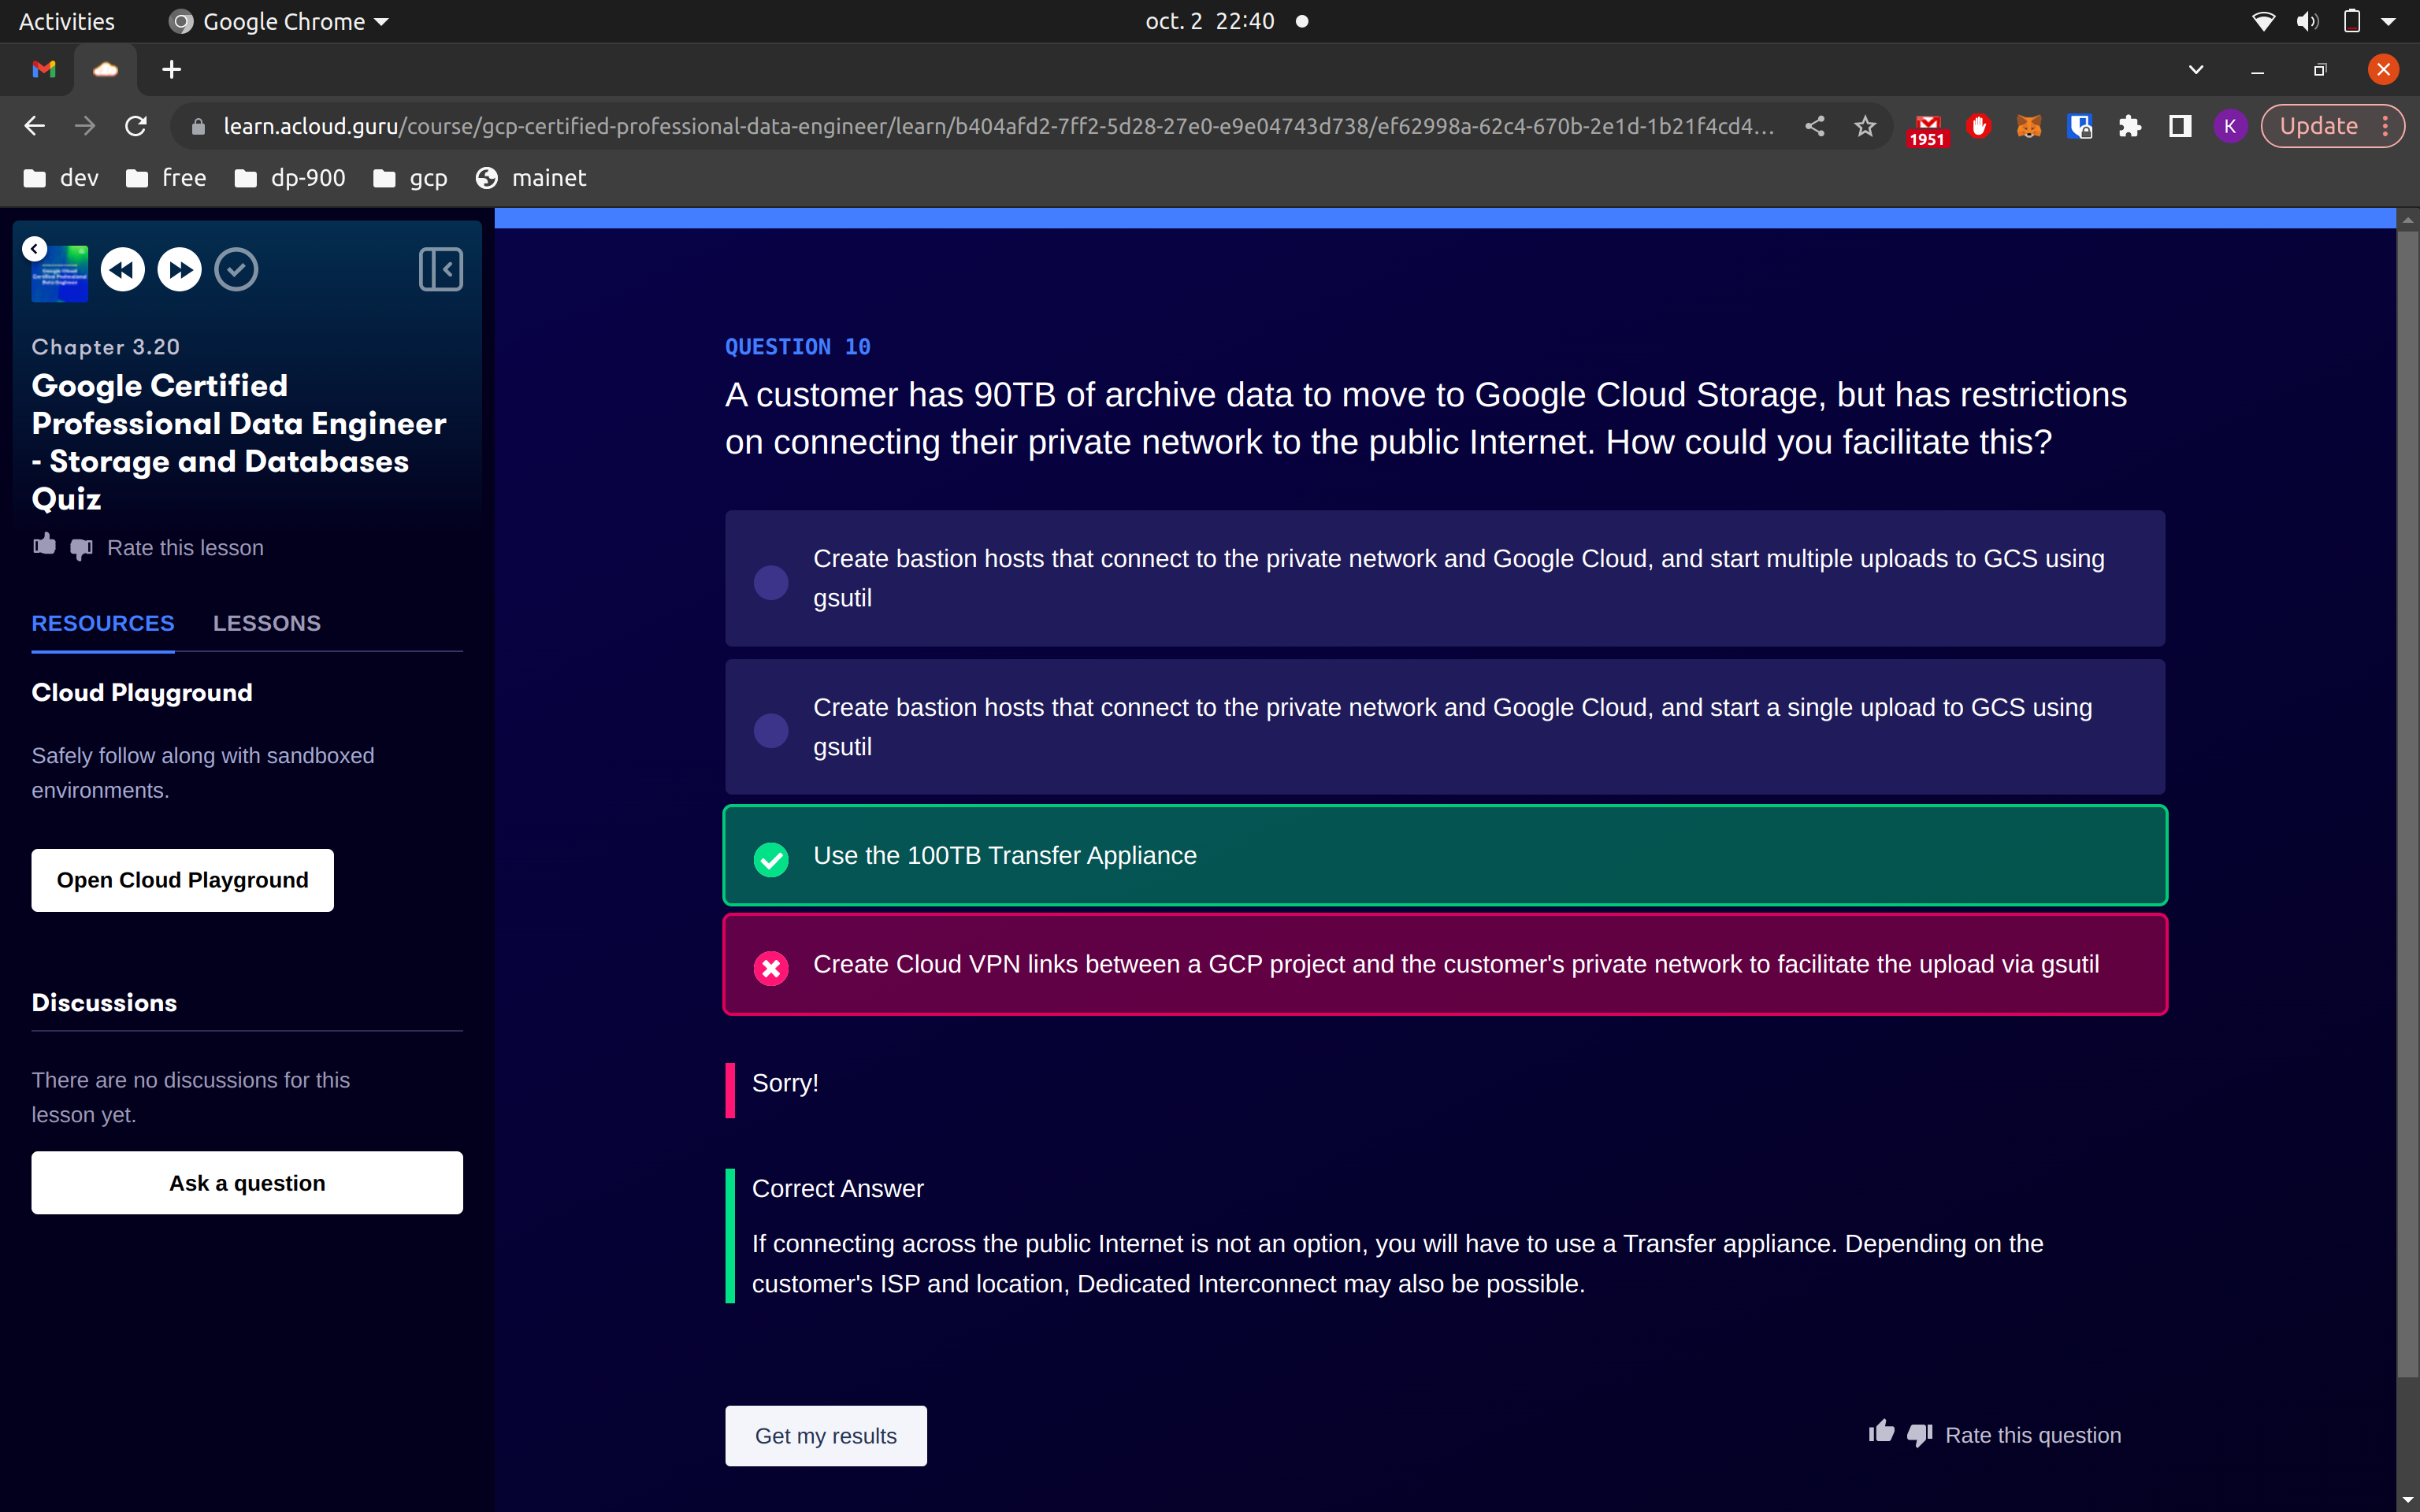 Activities
Google Chrome
oct. 2 22:40
learn.acloud.guru/course/gcp-certified-professional-data-engineer/learn/b404afd2-7ff2-5d28-27e0-e9e04743d738/ef62998a-62c4-670b-2e1d-1b21f4cd4...
1951
K
Update
dev
free
dp-900
gcp
mainet
Google Cloud
Certified Professional
Data Engineer
Chapter 3.20
Google Certified
Professional Data Engineer
- Storage and Databases
Quiz
Rate this lesson
RESOURCES
LESSONS
Cloud Playground
Safely follow along with sandboxed
environments.
Open Cloud Playground
Discussions
There are no discussions for this
lesson yet.
Ask a question
QUESTION 10
A customer has 90TB of archive data to move to Google Cloud Storage, but has restrictions
on connecting their private network to the public Internet. How could you facilitate this?
Create bastion hosts that connect to the private network and Google Cloud, and start multiple uploads to GCS using
gsutil
Create bastion hosts that connect to the private network and Google Cloud, and start a single upload to GCS using
gsutil
Use the 100TB Transfer Appliance
Create Cloud VPN links between a GCP project and the customer's private network to facilitate the upload via gsutil
Sorry!
Correct Answer
If connecting across the public Internet is not an option, you will have to use a Transfer appliance. Depending on the
customer's ISP and location, Dedicated Interconnect may also be possible.
Get my results
Rate this question